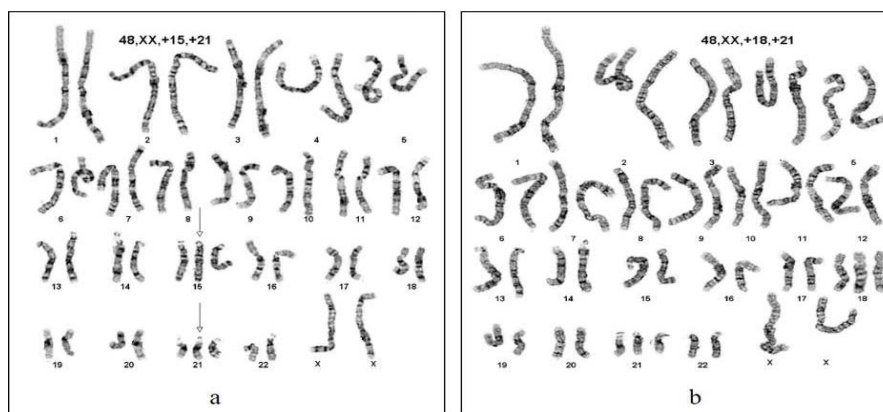 48,XX,+15,+21
1 2 3 4 5
6 7 8 9 10 11 12
13 14 15 16 17 18
19 20 21 22 X X
a
48,XX,+18,+21
1 2 3 4 5
6 7 8 9 10 11 12
13 14 15 16 17 18
19 20 21 22 X X
b